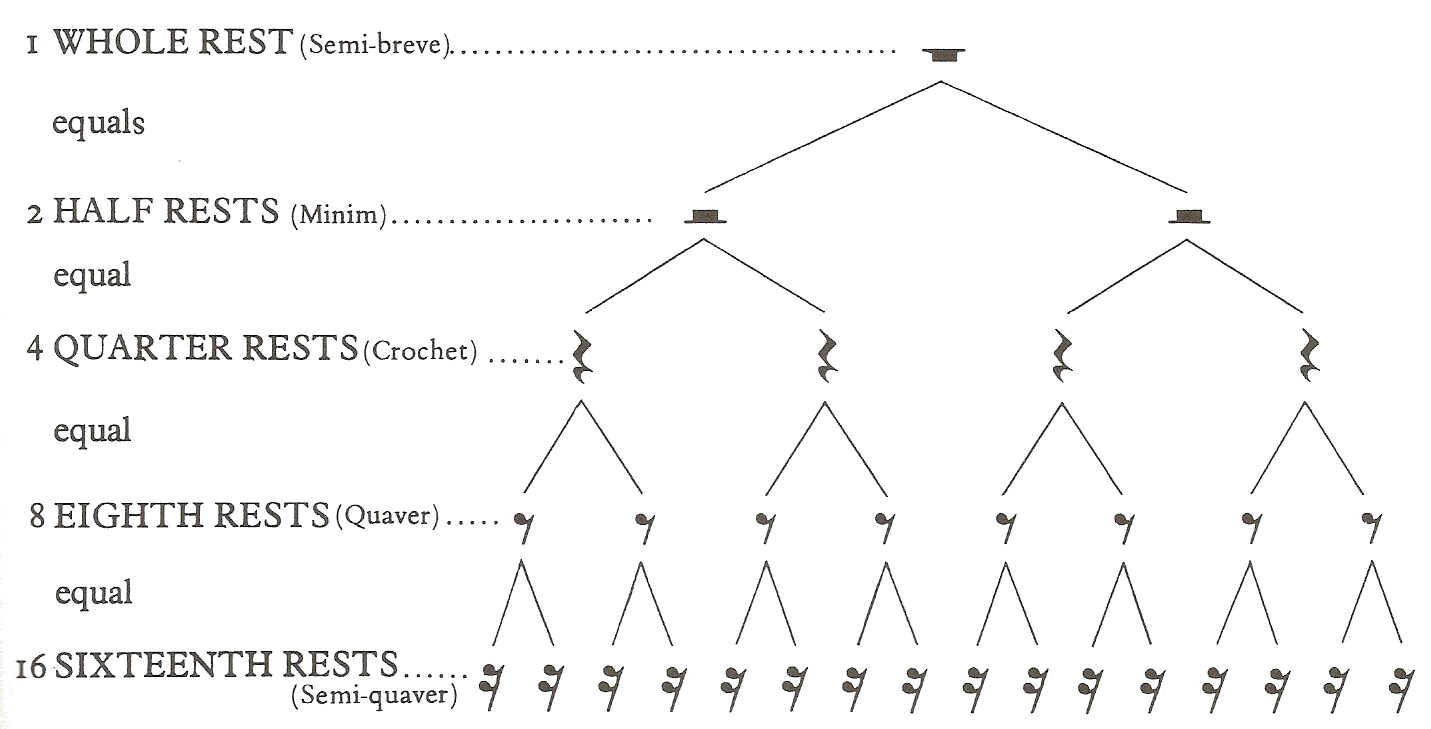 1 WHOLE REST (Semi-breve)....................................
equals
2 HALF RESTS (Minim).......................
equal
4 QUARTER RESTS (Crochet) .......
equal
8 EIGHTH RESTS (Quaver).....
equal
16 SIXTEENTH RESTS......
(Semi-quaver)